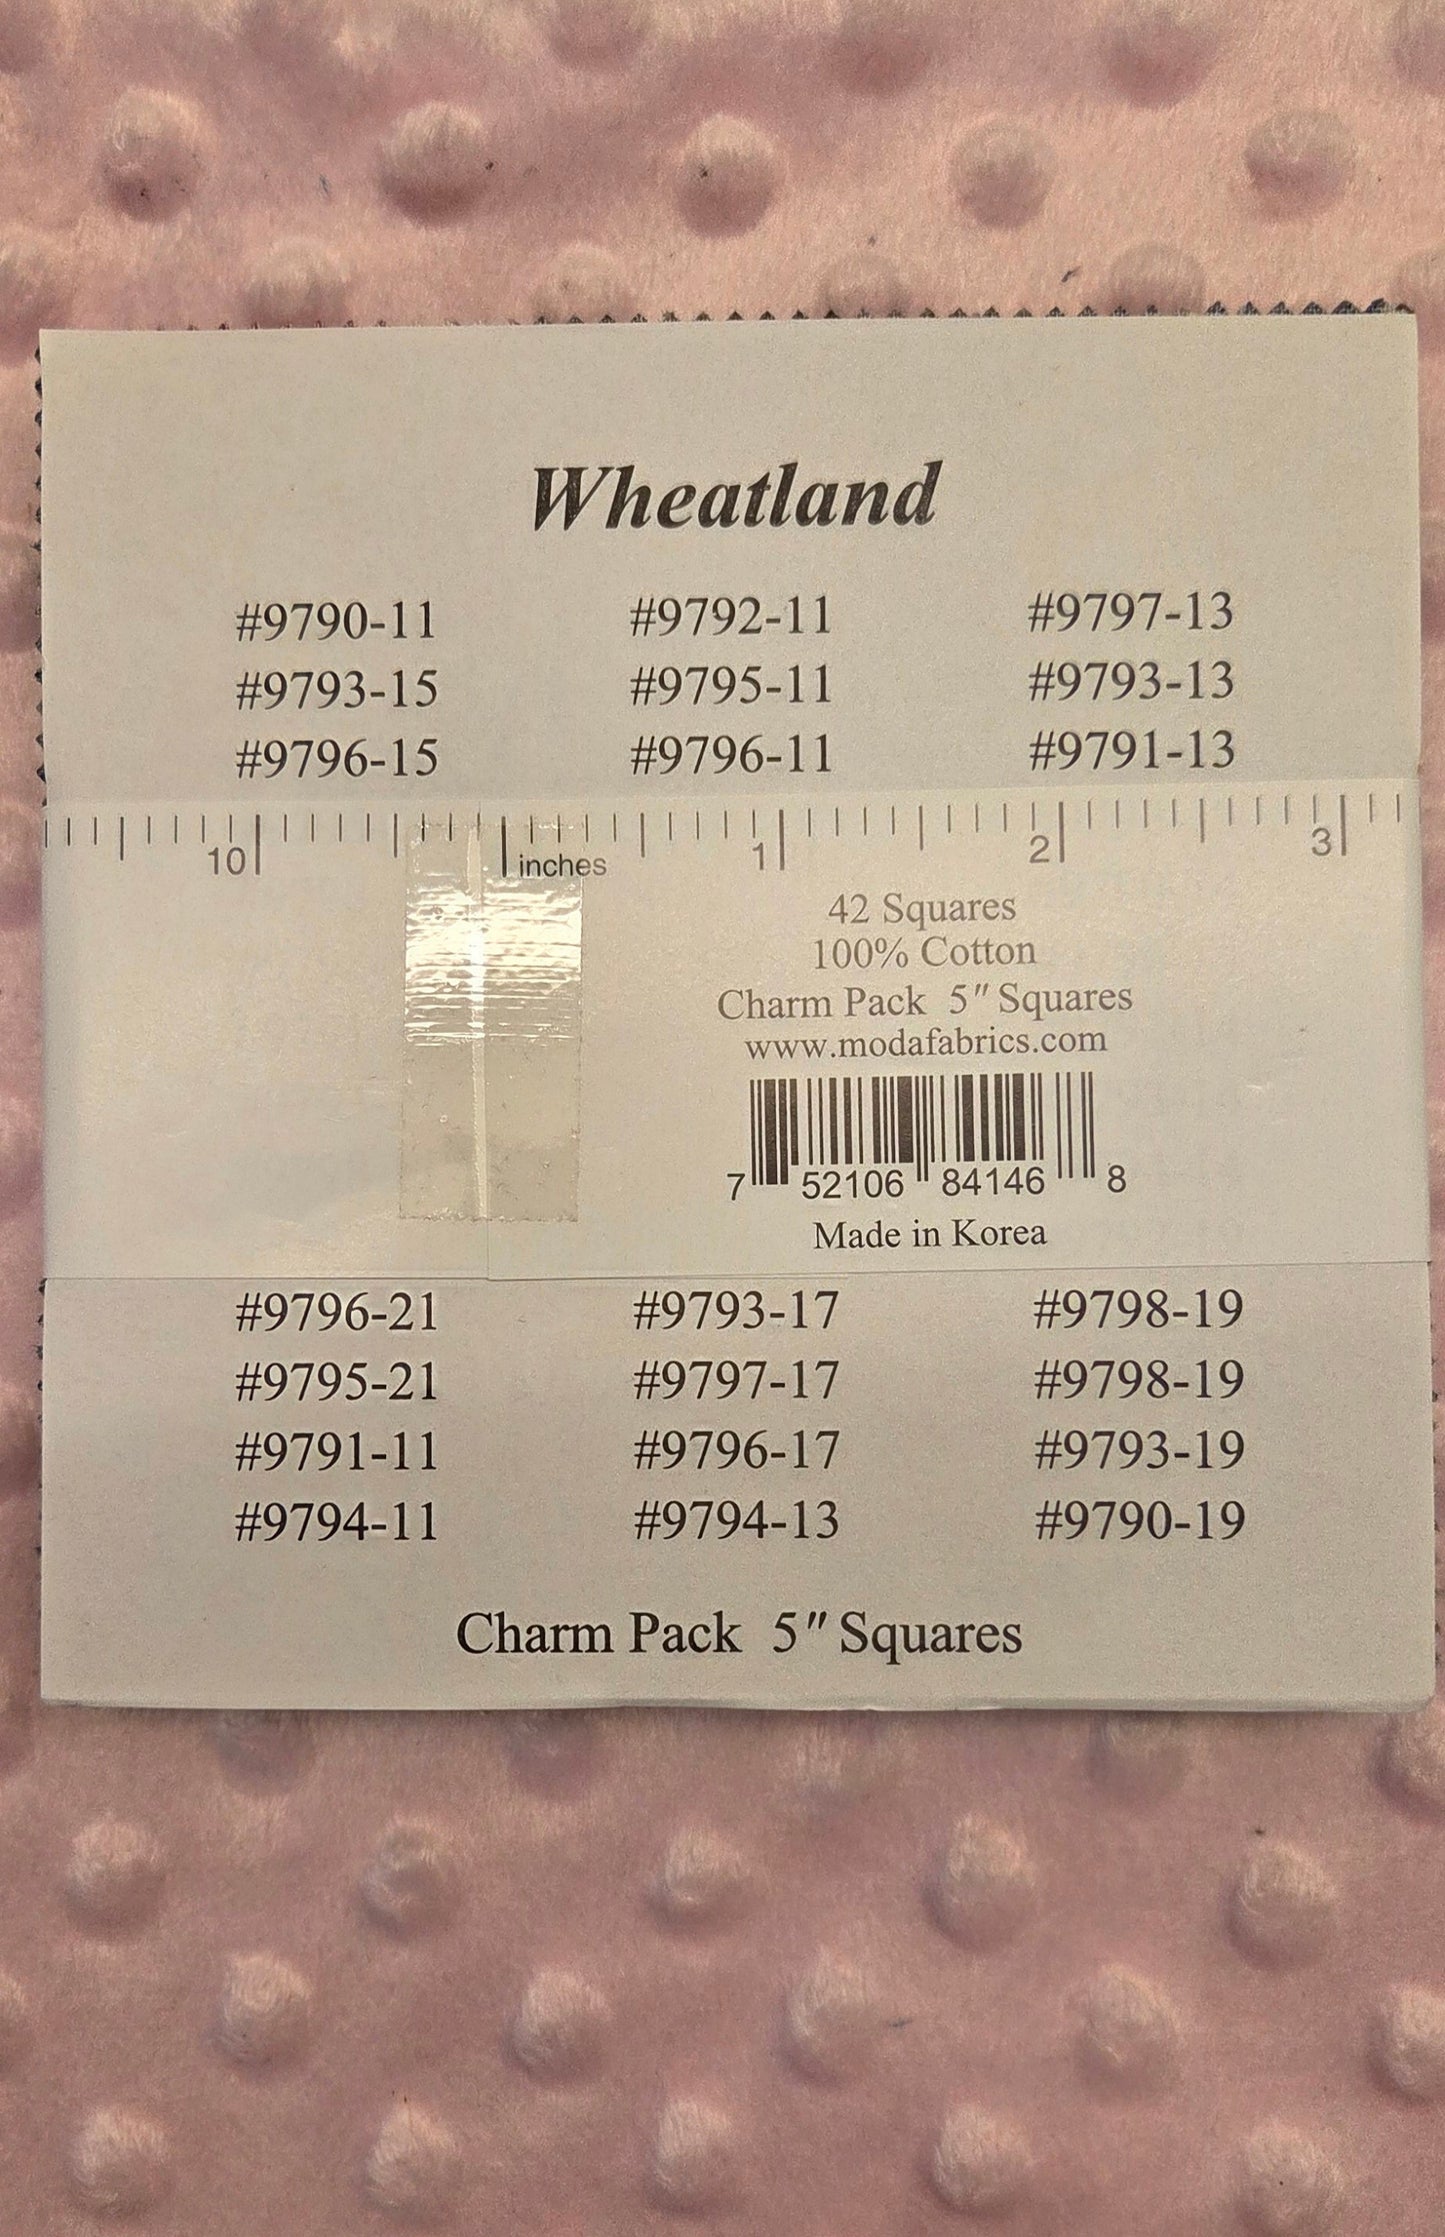 Wheatland
#9790-11 #9792-11 #9797-13
#9793-15 #9795-11 #9793-13
#9796-15 #9796-11 #9791-13
10 inches 1 2 3
42 Squares
100% Cotton
Charm Pack 5" Squares
www.modafabrics.com
7 52106 84146 8
Made in Korea
#9796-21 #9793-17 #9798-19
#9795-21 #9797-17 #9798-19
#9791-11 #9796-17 #9793-19
#9794-11 #9794-13 #9790-19
Charm Pack 5" Squares